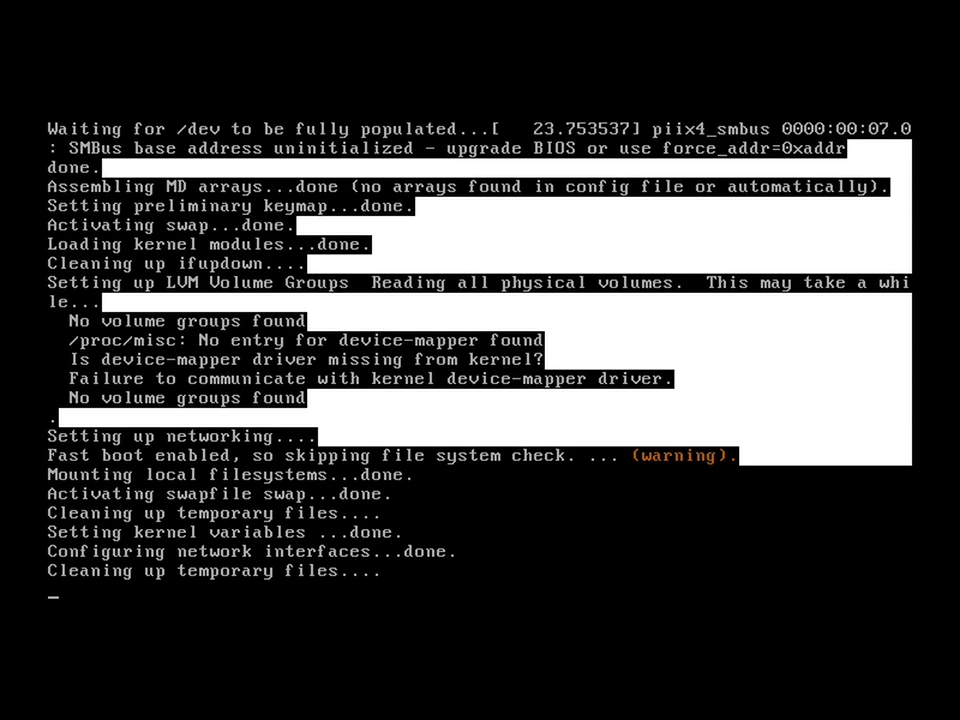 Waiting for /dev to be fully populated...[   23.753537] piix4_smbus 0000:00:07.0
: SMBus base address uninitialized - upgrade BIOS or use force_addr=0xaddr
done.
Assembling MD arrays...done (no arrays found in config file or automatically).
Setting preliminary keymap...done.
Activating swap...done.
Loading kernel modules...done.
Cleaning up ifupdown....
Setting up LVM Volume Groups  Reading all physical volumes.  This may take a whi
le...
  No volume groups found
  /proc/misc: No entry for device-mapper found
  Is device-mapper driver missing from kernel?
  Failure to communicate with kernel device-mapper driver.
  No volume groups found
.
Setting up networking....
Fast boot enabled, so skipping file system check. ... (warning).
Mounting local filesystems...done.
Activating swapfile swap...done.
Cleaning up temporary files....
Setting kernel variables ...done.
Configuring network interfaces...done.
Cleaning up temporary files....
_